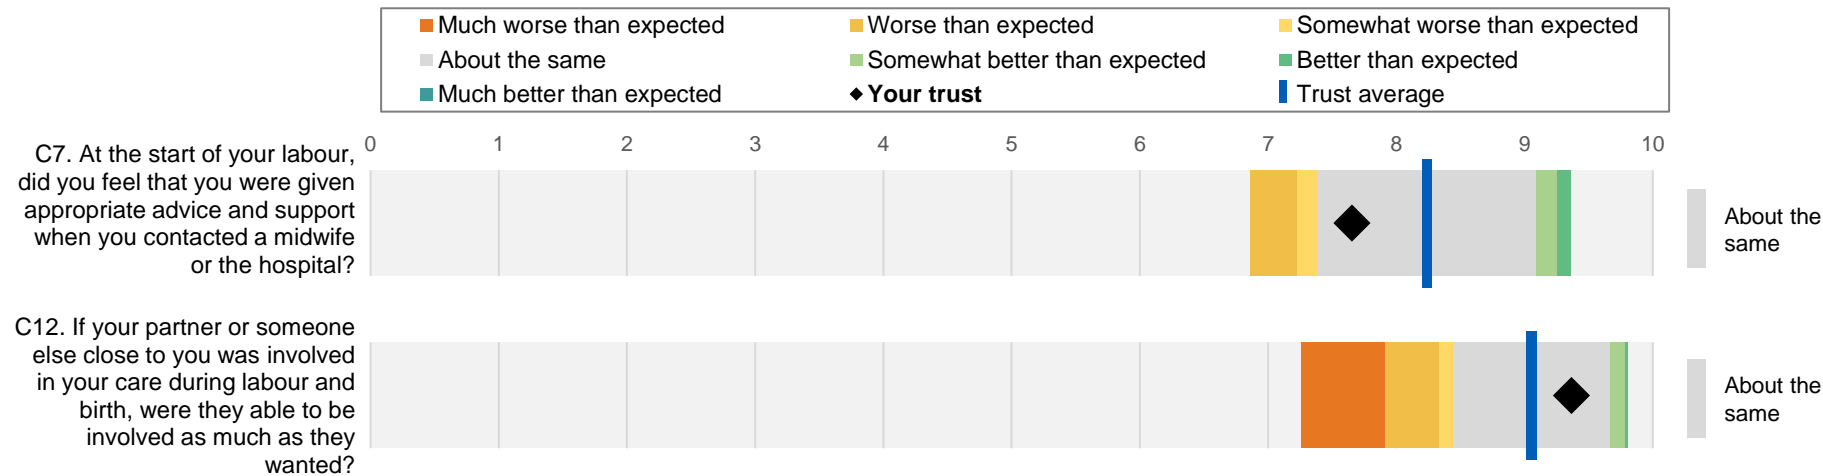 Much worse than expected
Worse than expected
Somewhat worse than expected
About the same
Somewhat better than expected
Better than expected
Much better than expected
Your trust
Trust average
0 1 2 3 4 5 6 7 8 9 10
C7. At the start of your labour,
did you feel that you were given
appropriate advice and support
when you contacted a midwife
or the hospital?
About the
same
C12. If your partner or someone
else close to you was involved
in your care during labour and
birth, were they able to be
involved as much as they
wanted?
About the
same